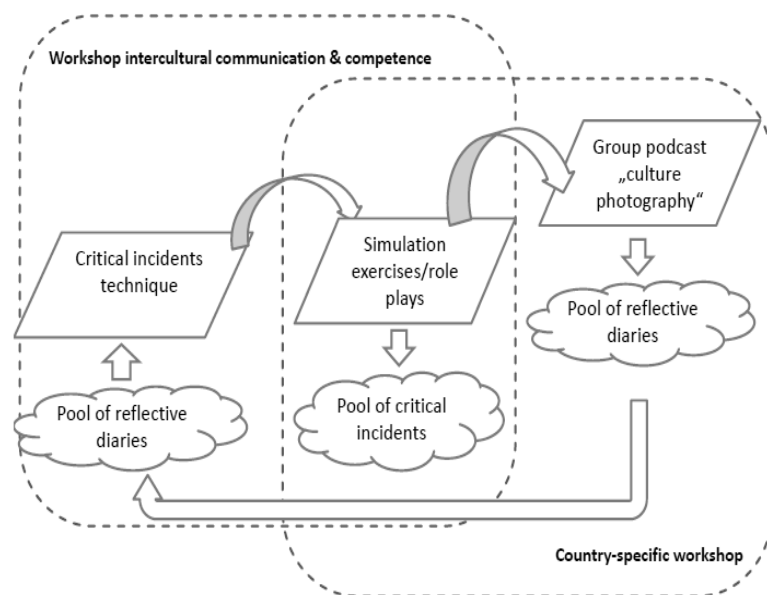 Workshop intercultural communication & competence
Critical incidents
technique
Simulation
exercises/role
plays
Group podcast
„culture
photography“
Pool of reflective
diaries
Pool of critical
incidents
Pool of reflective
diaries
Country-specific workshop